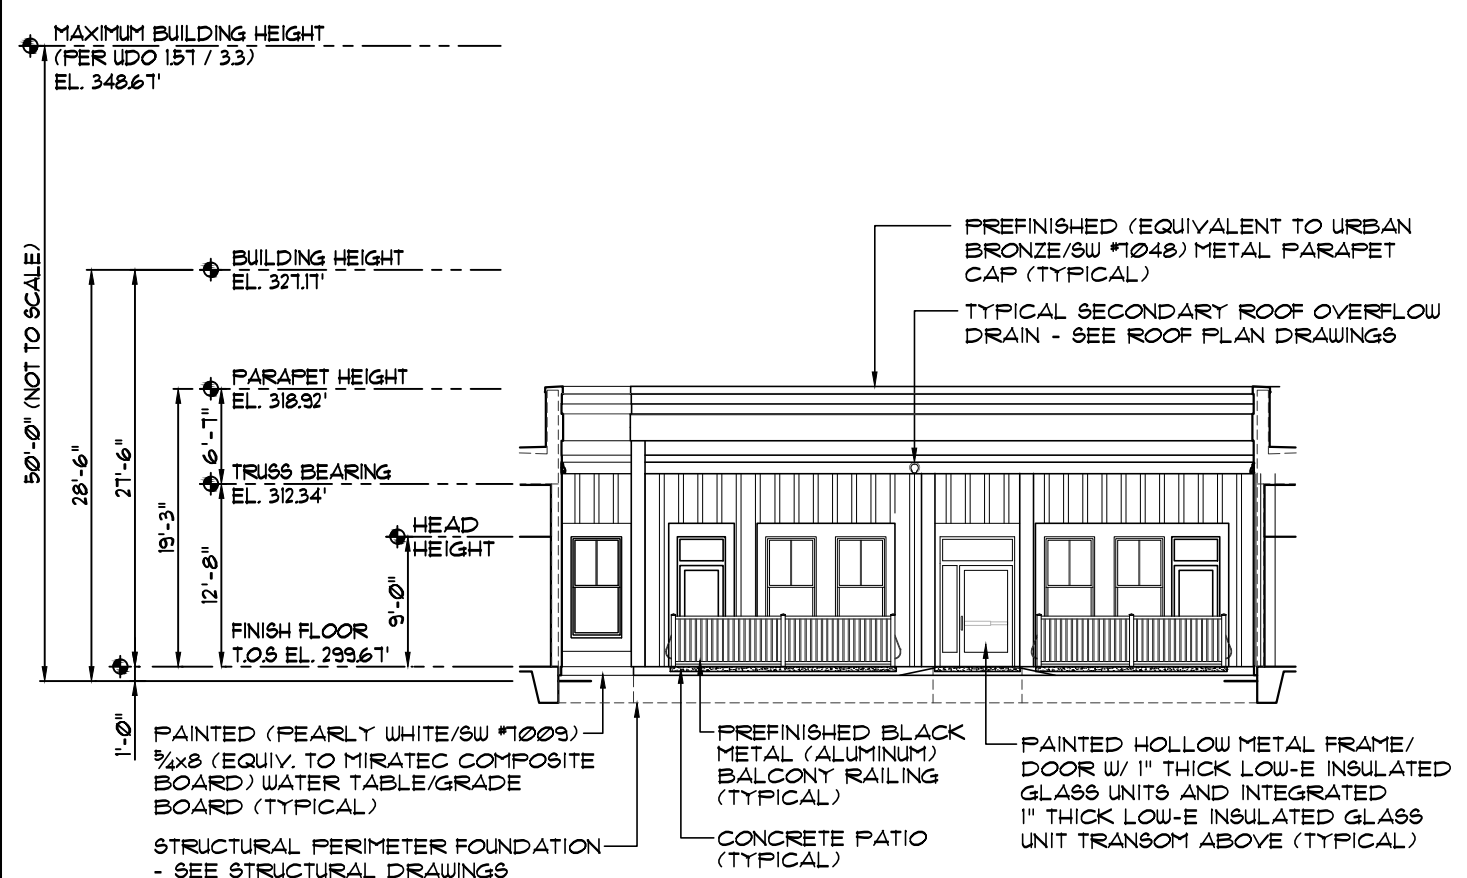 MAXIMUM BUILDING HEIGHT
(PER UDO 1.5.7 / 3.3)
EL. 348.67'
50'-0" (NOT TO SCALE)
BUILDING HEIGHT
EL. 327.17'
PARAPET HEIGHT
EL. 318.92'
TRUSS BEARING
EL. 312.34'
HEAD
HEIGHT
FINISH FLOOR
T.O.S EL. 299.67'
28'-6"
27'-6"
19'-3"
6'-7"
12'-8"
9'-0"
1'-0"
PREFINISHED (EQUIVALENT TO URBAN
BRONZE/SW #7048) METAL PARAPET
CAP (TYPICAL)
TYPICAL SECONDARY ROOF OVERFLOW
DRAIN - SEE ROOF PLAN DRAWINGS
PAINTED (PEARLY WHITE/SW #7009)
5/4x8 (EQUIV. TO MIRATEC COMPOSITE
BOARD) WATER TABLE/GRADE
BOARD (TYPICAL)
STRUCTURAL PERIMETER FOUNDATION
- SEE STRUCTURAL DRAWINGS
PREFINISHED BLACK
METAL (ALUMINUM)
BALCONY RAILING
(TYPICAL)
CONCRETE PATIO
(TYPICAL)
PAINTED HOLLOW METAL FRAME/
DOOR W/ 1" THICK LOW-E INSULATED
GLASS UNITS AND INTEGRATED
1" THICK LOW-E INSULATED GLASS
UNIT TRANSOM ABOVE (TYPICAL)